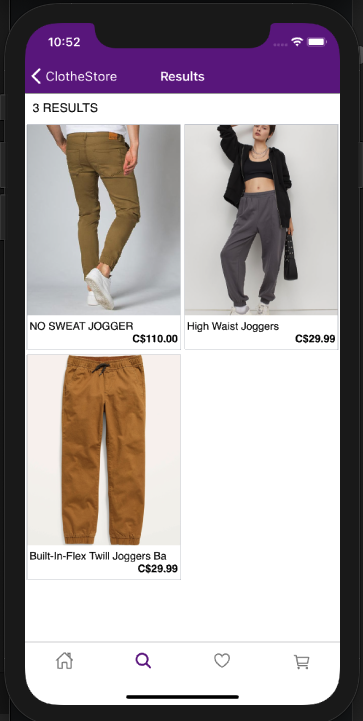 10:52
ClotheStore
Results
3 RESULTS
NO SWEAT JOGGER
C$110.00
High Waist Joggers
C$29.99
Built-In-Flex Twill Joggers Ba
C$29.99